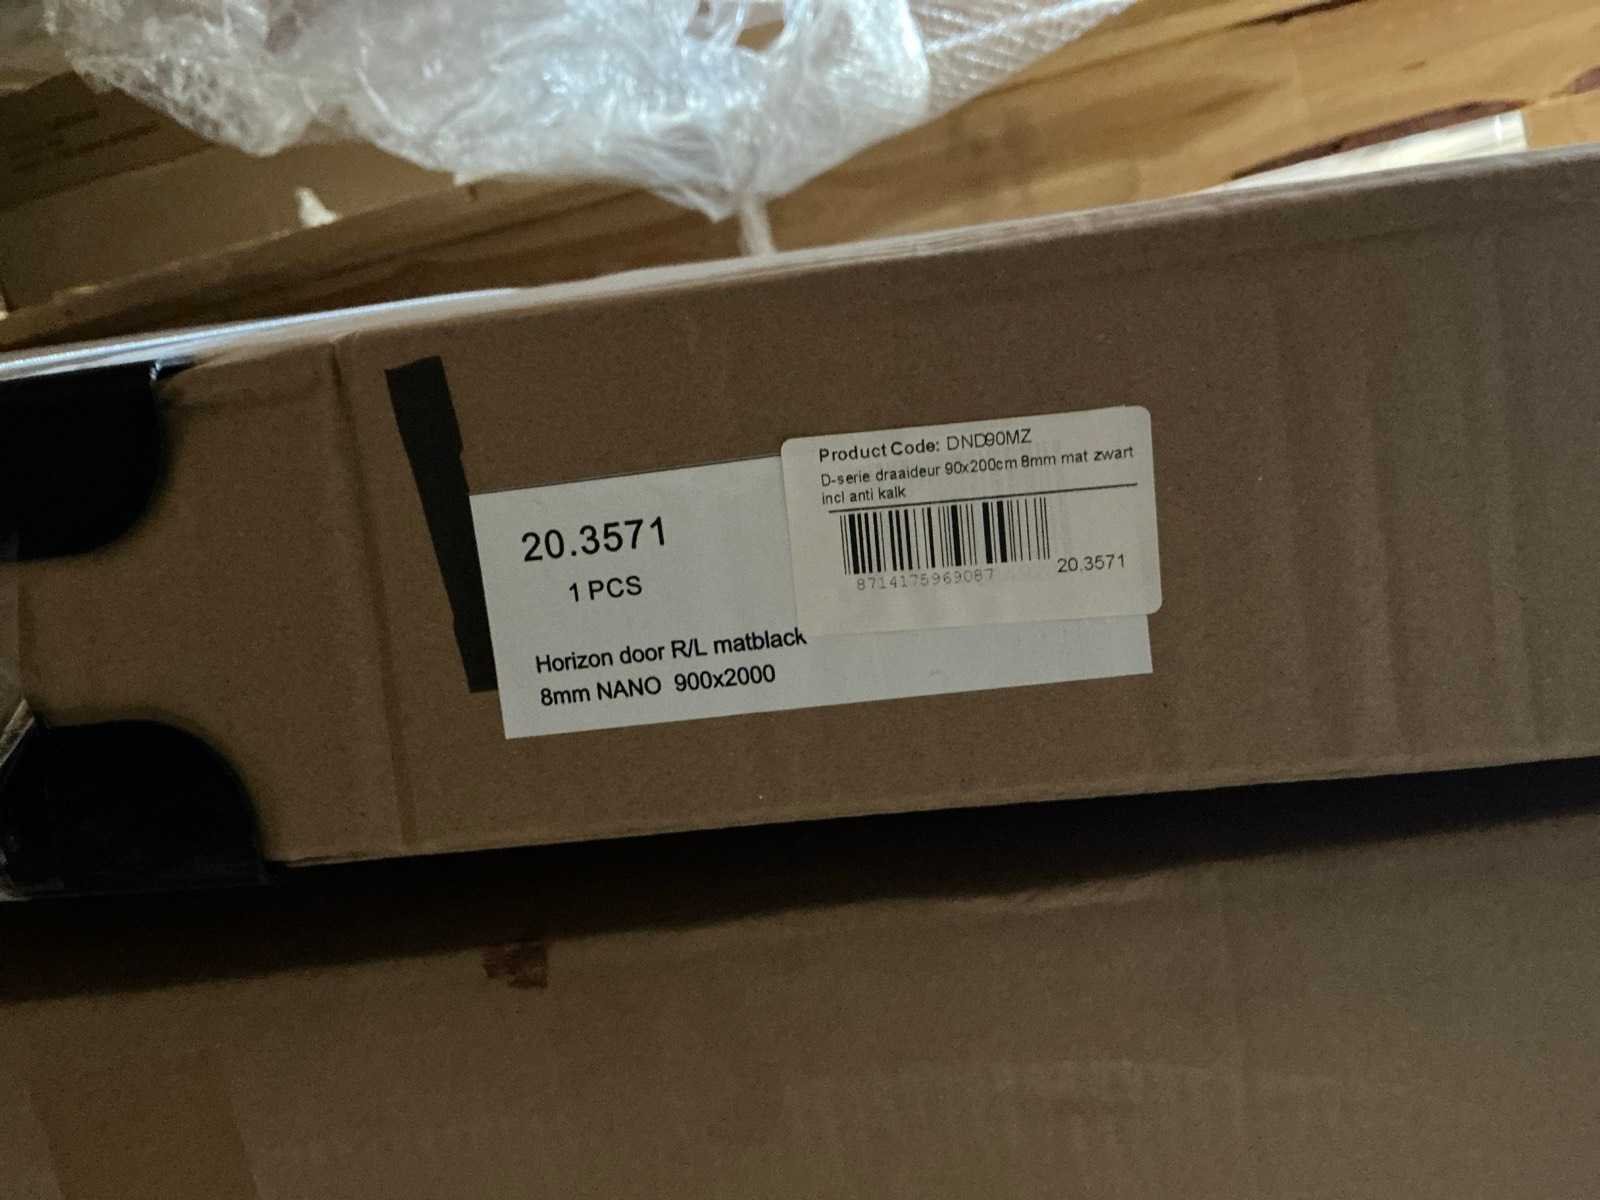 20.3571
1 PCS
Horizon door R/L matblack
8mm NANO 900x2000
Product Code: DND90MZ
D-serie draaideur 90x200cm 8mm mat zwart
incl anti kalk
8714175969087
20.3571